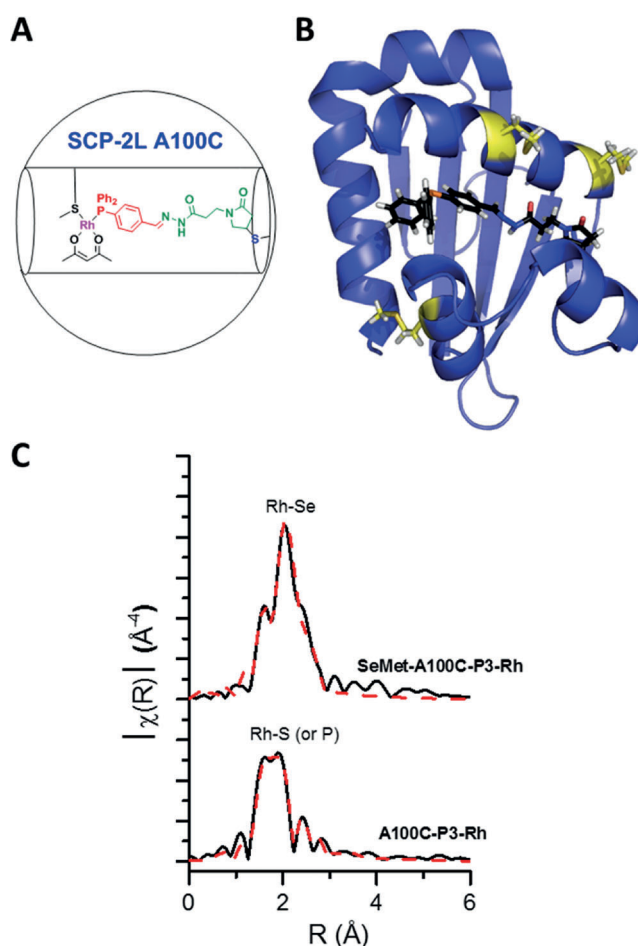 A
SCP-2L A100C
S
Ph₂
P
Rh
O
O
N
NH
O
N
O
S
B
C
Rh-Se
SeMet-A100C-P3-Rh
Rh-S (or P)
A100C-P3-Rh
|χ(R)| (Å⁻⁴)
0 2 4 6
R (Å)